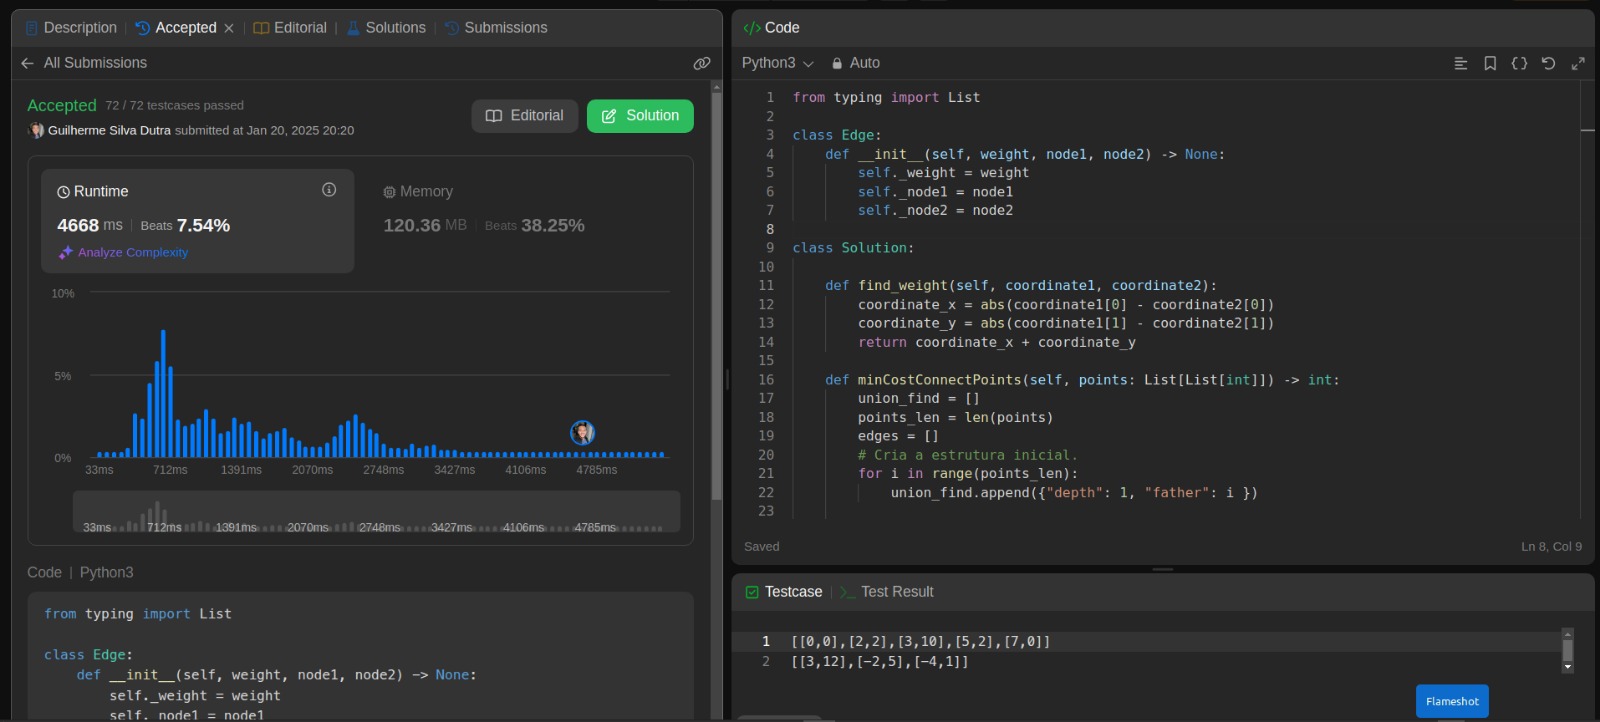 Description | Accepted × | Editorial | Solutions | Submissions
All Submissions
Accepted 72 / 72 testcases passed
Guilherme Silva Dutra submitted at Jan 20, 2025 20:20
Editorial
Solution
Runtime
4668 ms | Beats 7.54%
Analyze Complexity
Memory
120.36 MB | Beats 38.25%
10%
5%
0%
33ms 712ms 1391ms 2070ms 2748ms 3427ms 4106ms 4785ms
33ms 712ms 1391ms 2070ms 2748ms 3427ms 4106ms 4785ms
Code | Python3
from typing import List
class Edge:
    def __init__(self, weight, node1, node2) -> None:
        self._weight = weight
        self._node1 = node1
</> Code
Python3 Auto
1 from typing import List
2
3 class Edge:
4     def __init__(self, weight, node1, node2) -> None:
5         self._weight = weight
6         self._node1 = node1
7         self._node2 = node2
8
9 class Solution:
10
11     def find_weight(self, coordinate1, coordinate2):
12         coordinate_x = abs(coordinate1[0] - coordinate2[0])
13         coordinate_y = abs(coordinate1[1] - coordinate2[1])
14         return coordinate_x + coordinate_y
15
16     def minCostConnectPoints(self, points: List[List[int]]) -> int:
17         union_find = []
18         points_len = len(points)
19         edges = []
20         # Cria a estrutura inicial.
21         for i in range(points_len):
22             union_find.append({"depth": 1, "father": i })
23
Saved
Ln 8, Col 9
Testcase | >_ Test Result
1 [[0,0],[2,2],[3,10],[5,2],[7,0]]
2 [[3,12],[-2,5],[-4,1]]
Flameshot